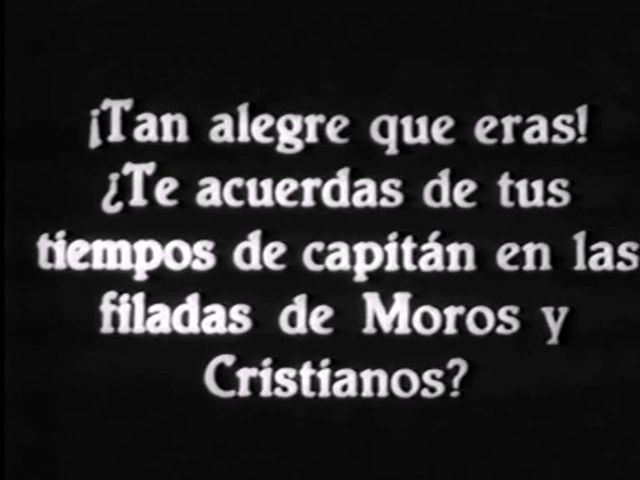 ¡Tan alegre que eras!
¿Te acuerdas de tus
tiempos de capitán en las
filadas de Moros y
Cristianos?